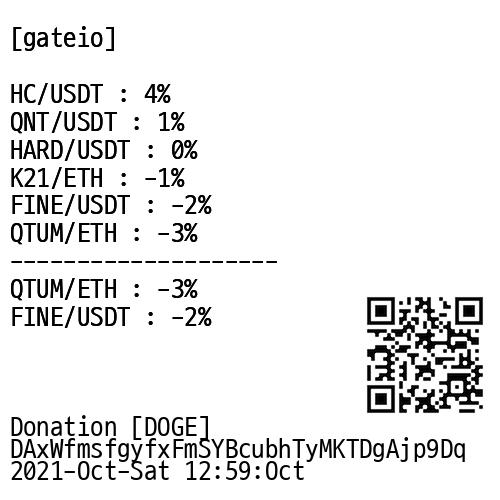 [gateio]
HC/USDT : 4%
QNT/USDT : 1%
HARD/USDT : 0%
K21/ETH : -1%
FINE/USDT : -2%
QTUM/ETH : -3%
--------------------
QTUM/ETH : -3%
FINE/USDT : -2%
Donation [DOGE]
DAxWfmsfgyfxFmSYBcubhTyMKTDgAjp9Dq
2021-Oct-Sat 12:59:Oct